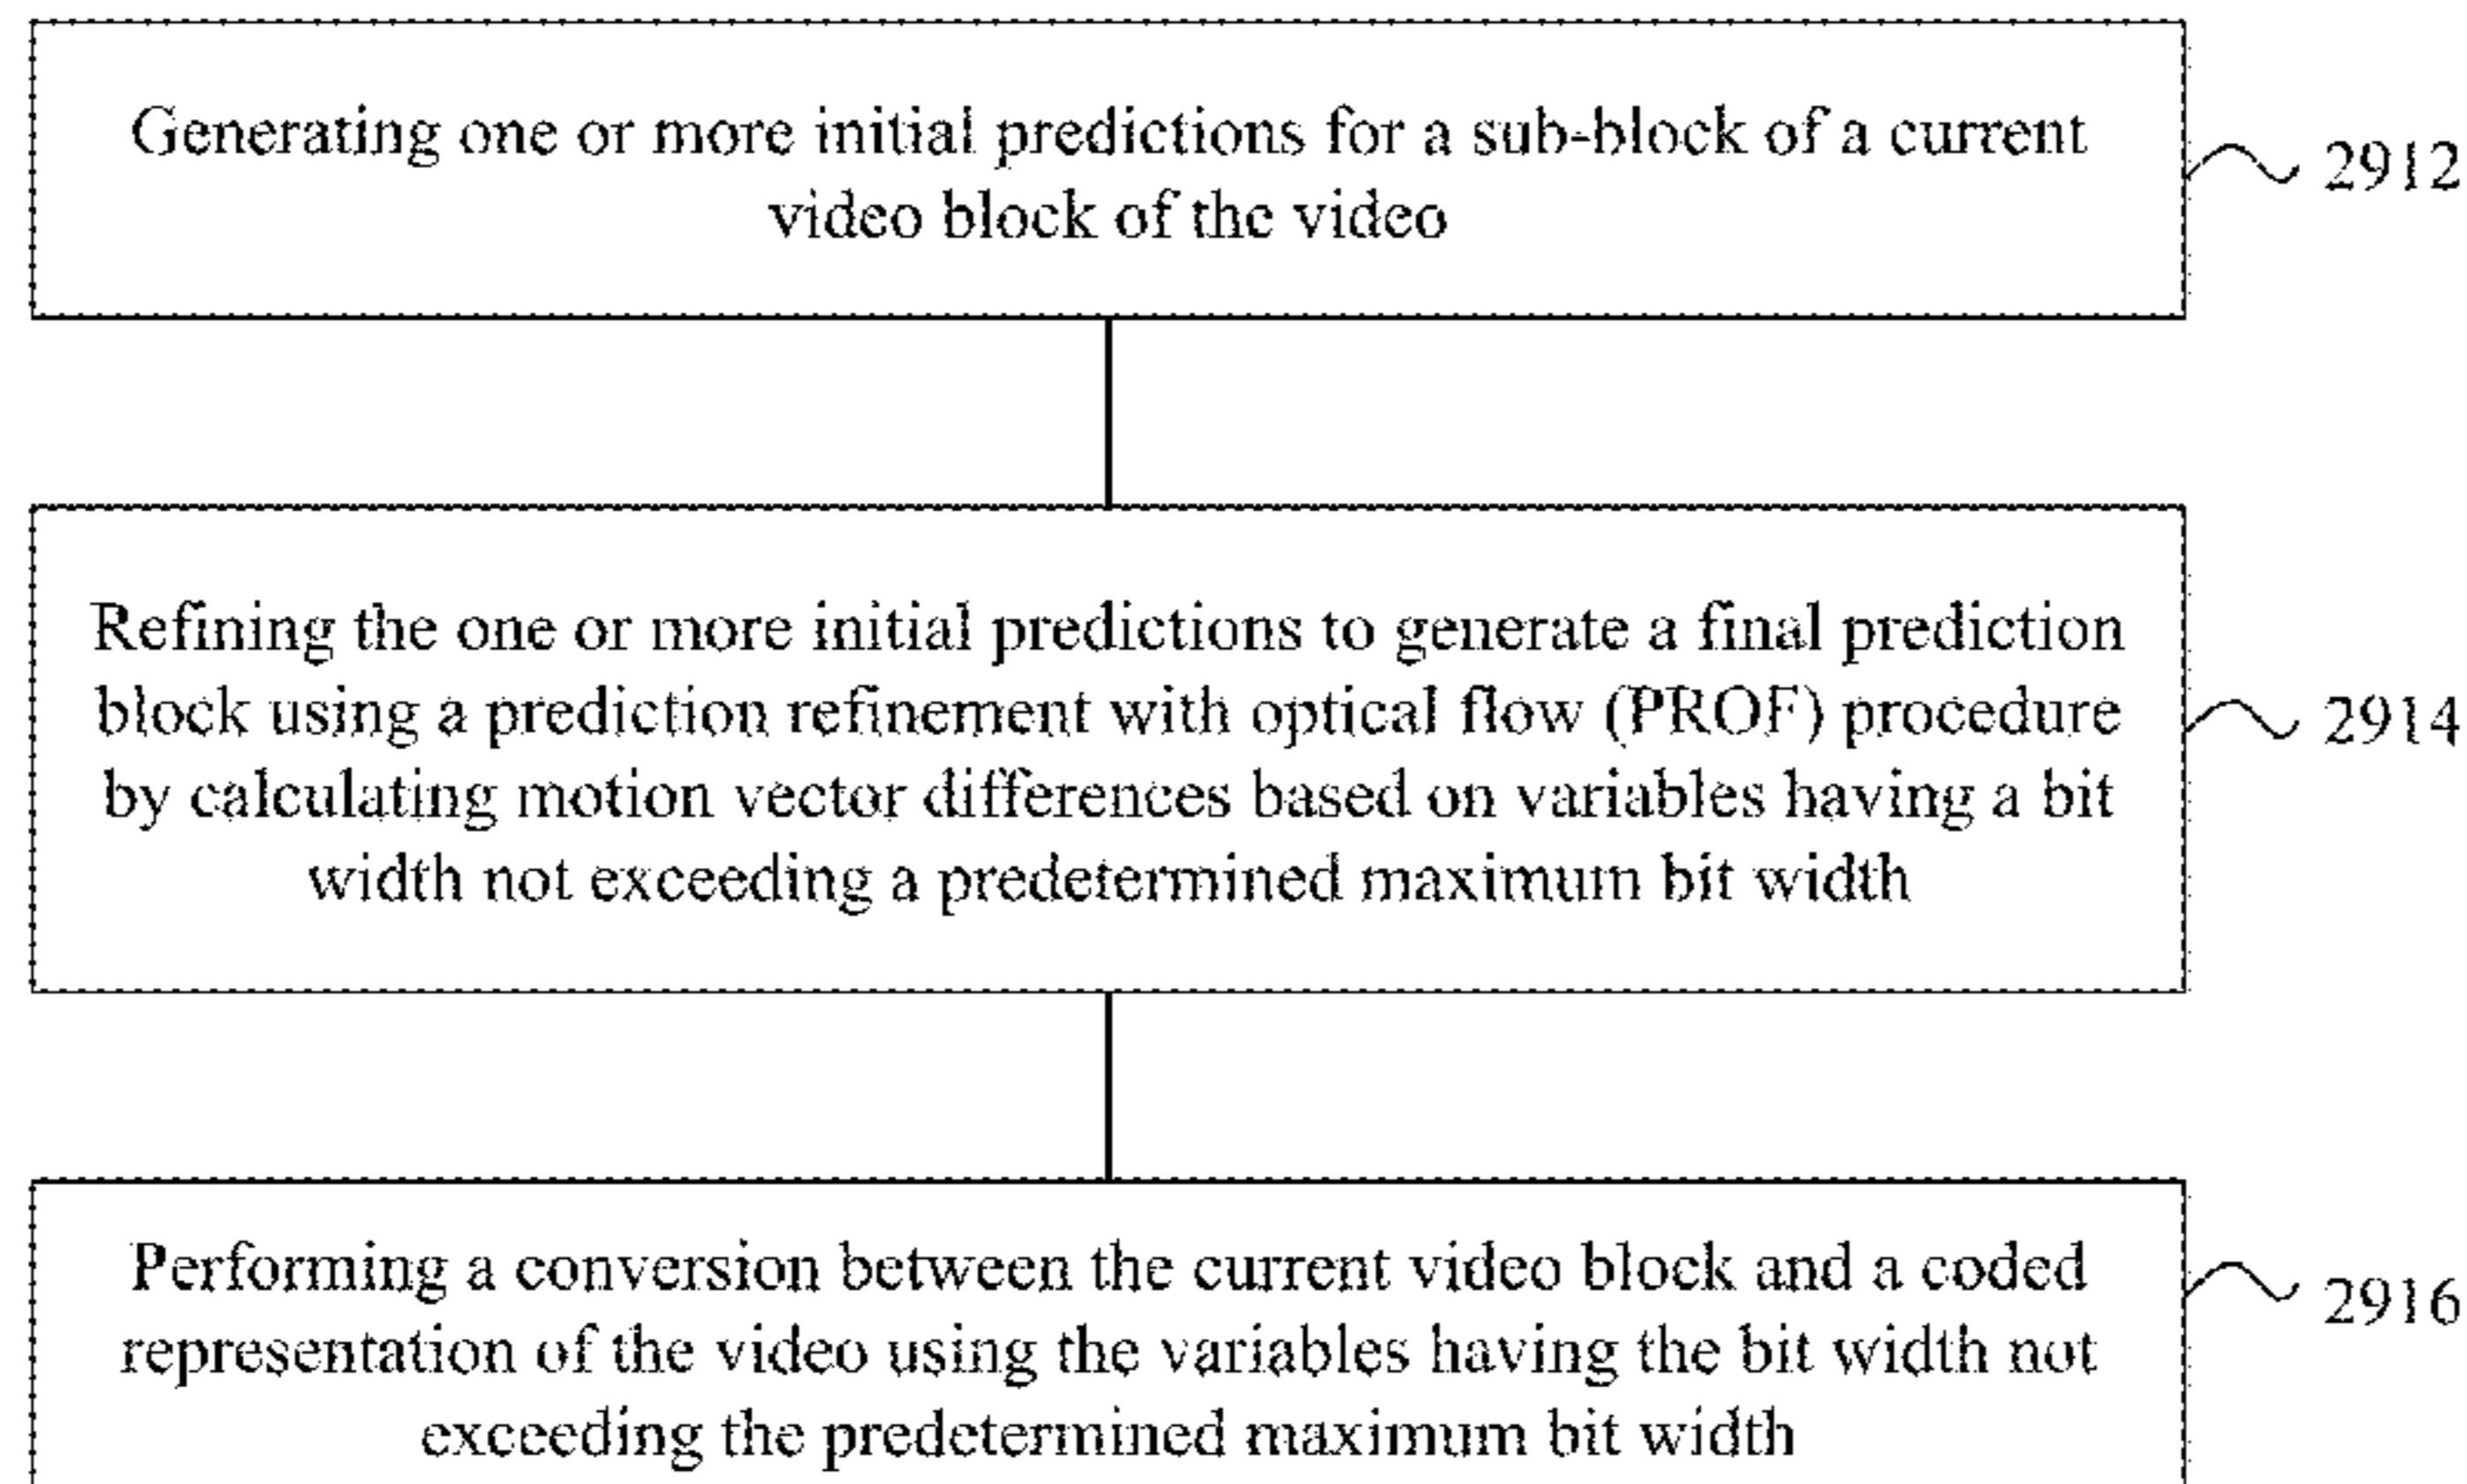 Generating one or more initial predictions for a sub-block of a current
video block of the video
2912
Refining the one or more initial predictions to generate a final prediction
block using a prediction refinement with optical flow (PROF) procedure
by calculating motion vector differences based on variables having a bit
width not exceeding a predetermined maximum bit width
2914
Performing a conversion between the current video block and a coded
representation of the video using the variables having the bit width not
exceeding the predetermined maximum bit width
2916